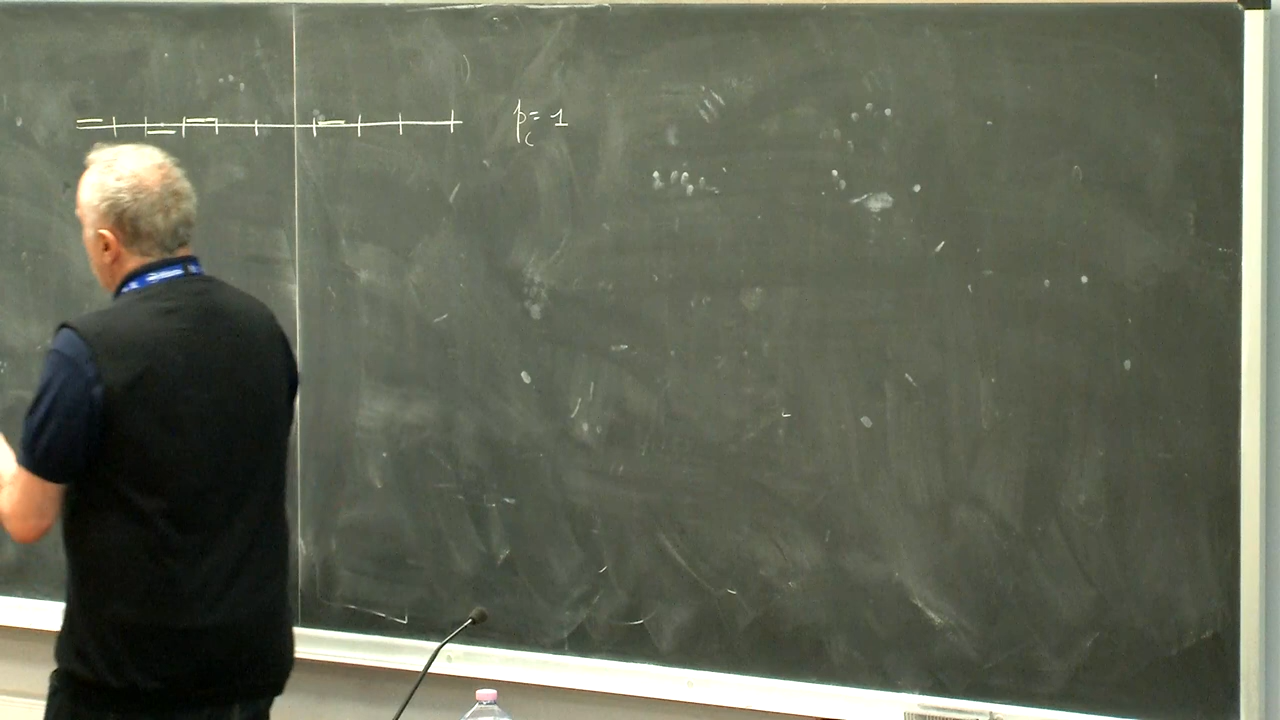 p_c = 1